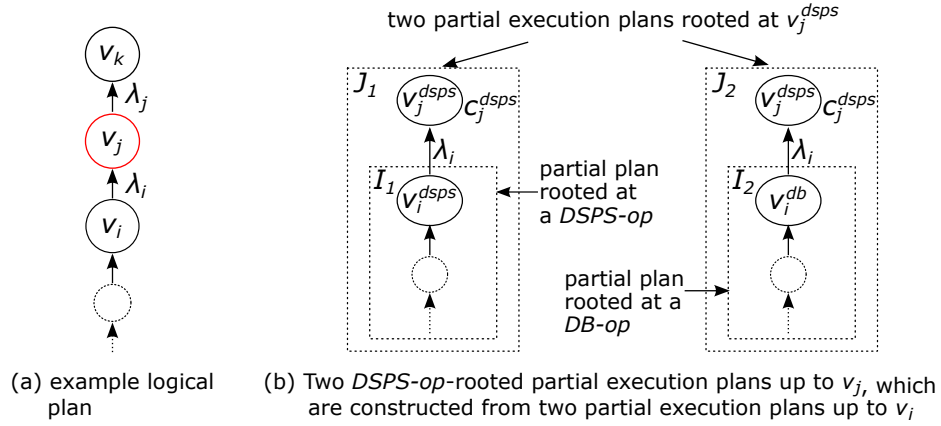 two partial execution plans rooted at v_j^{dsps}
v_k
λ_j
v_j
λ_i
v_i
J_1
v_j^{dsps}
c_j^{dsps}
λ_i
I_1
v_i^{dsps}
partial plan
rooted at
a DSPS-op
J_2
v_j^{dsps}
c_j^{dsps}
λ_i
I_2
v_i^{db}
partial plan
rooted at a
DB-op
(a) example logical
plan
(b) Two DSPS-op-rooted partial execution plans up to v_j, which
are constructed from two partial execution plans up to v_i